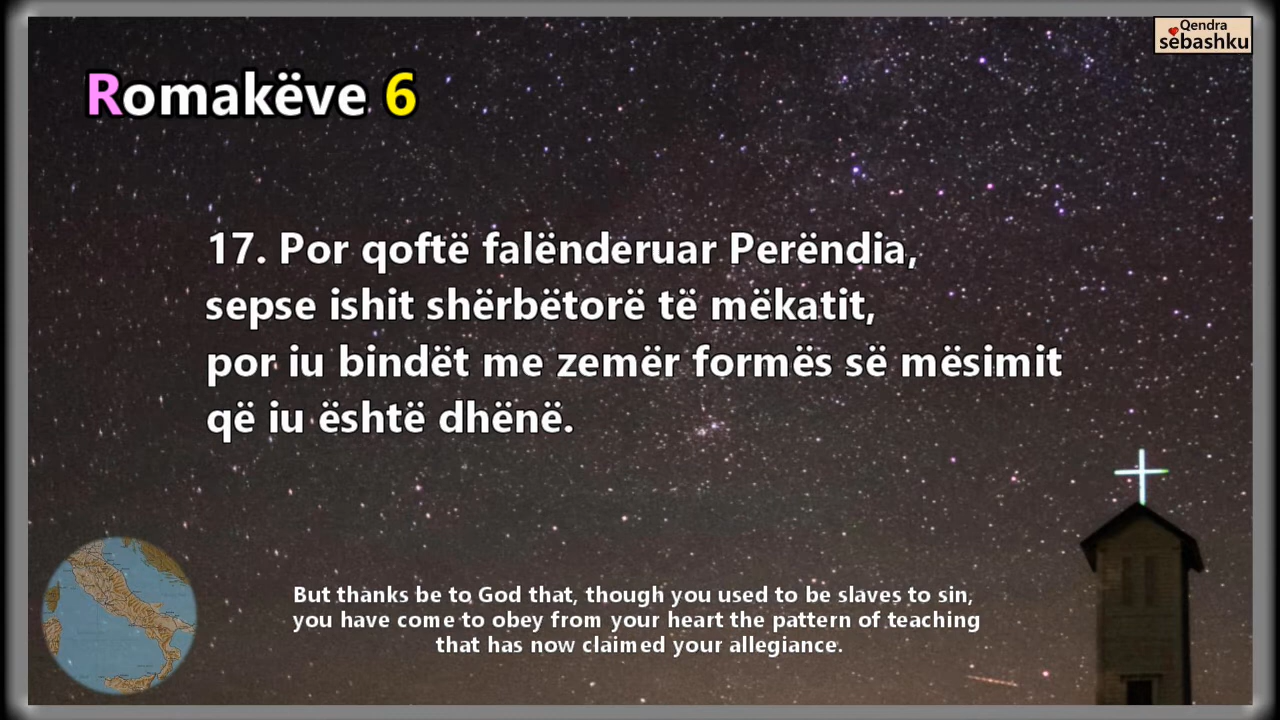 Qendra
sëbashku
Romakëve 6
17. Por qoftë falënderuar Perëndia,
sepse ishit shërbëtorë të mëkatit,
por iu bindët me zemër formës së mësimit
që iu është dhënë.
But thanks be to God that, though you used to be slaves to sin,
you have come to obey from your heart the pattern of teaching
that has now claimed your allegiance.